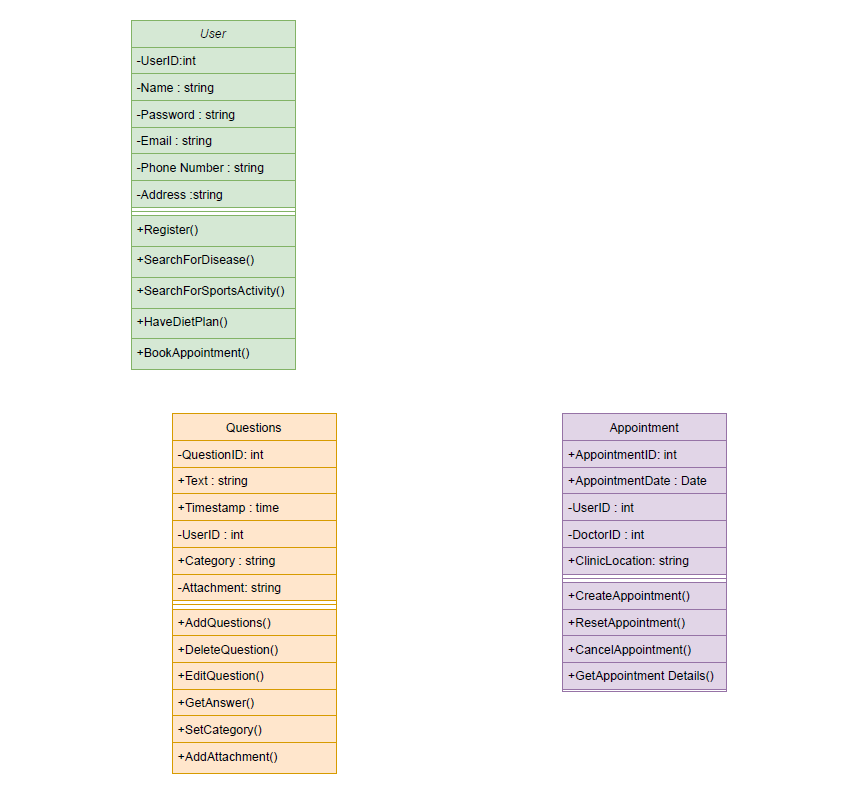 User
-UserID:int
-Name : string
-Password : string
-Email : string
-Phone Number : string
-Address :string
+Register()
+SearchForDisease()
+SearchForSportsActivity()
+HaveDietPlan()
+BookAppointment()
Questions
-QuestionID: int
+Text : string
+Timestamp : time
-UserID : int
+Category : string
-Attachment: string
+AddQuestions()
+DeleteQuestion()
+EditQuestion()
+GetAnswer()
+SetCategory()
+AddAttachment()
Appointment
+AppointmentID: int
+AppointmentDate : Date
-UserID : int
-DoctorID : int
+ClinicLocation: string
+CreateAppointment()
+ResetAppointment()
+CancelAppointment()
+GetAppointment Details()